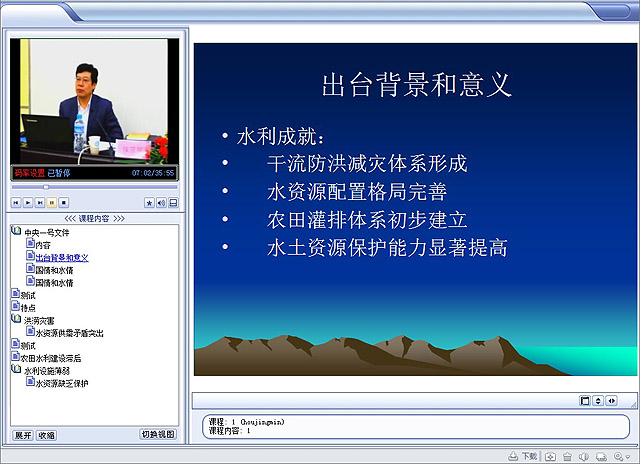 码率设置 已暂停 07:02/35:55
<<< 课程内容 >>>
中央一号文件
内容
出台背景和意义
国情和水情
国情和水情
测试
特点
洪涝灾害
水资源供需矛盾突出
测试
农田水利建设滞后
水利设施薄弱
水资源缺乏保护
展开 收缩 切换视图
出台背景和意义
• 水利成就：
• 干流防洪减灾体系形成
• 水资源配置格局完善
• 农田灌排体系初步建立
• 水土资源保护能力显著提高
课程: 1 (houjingmin)
课程内容: 1
下载